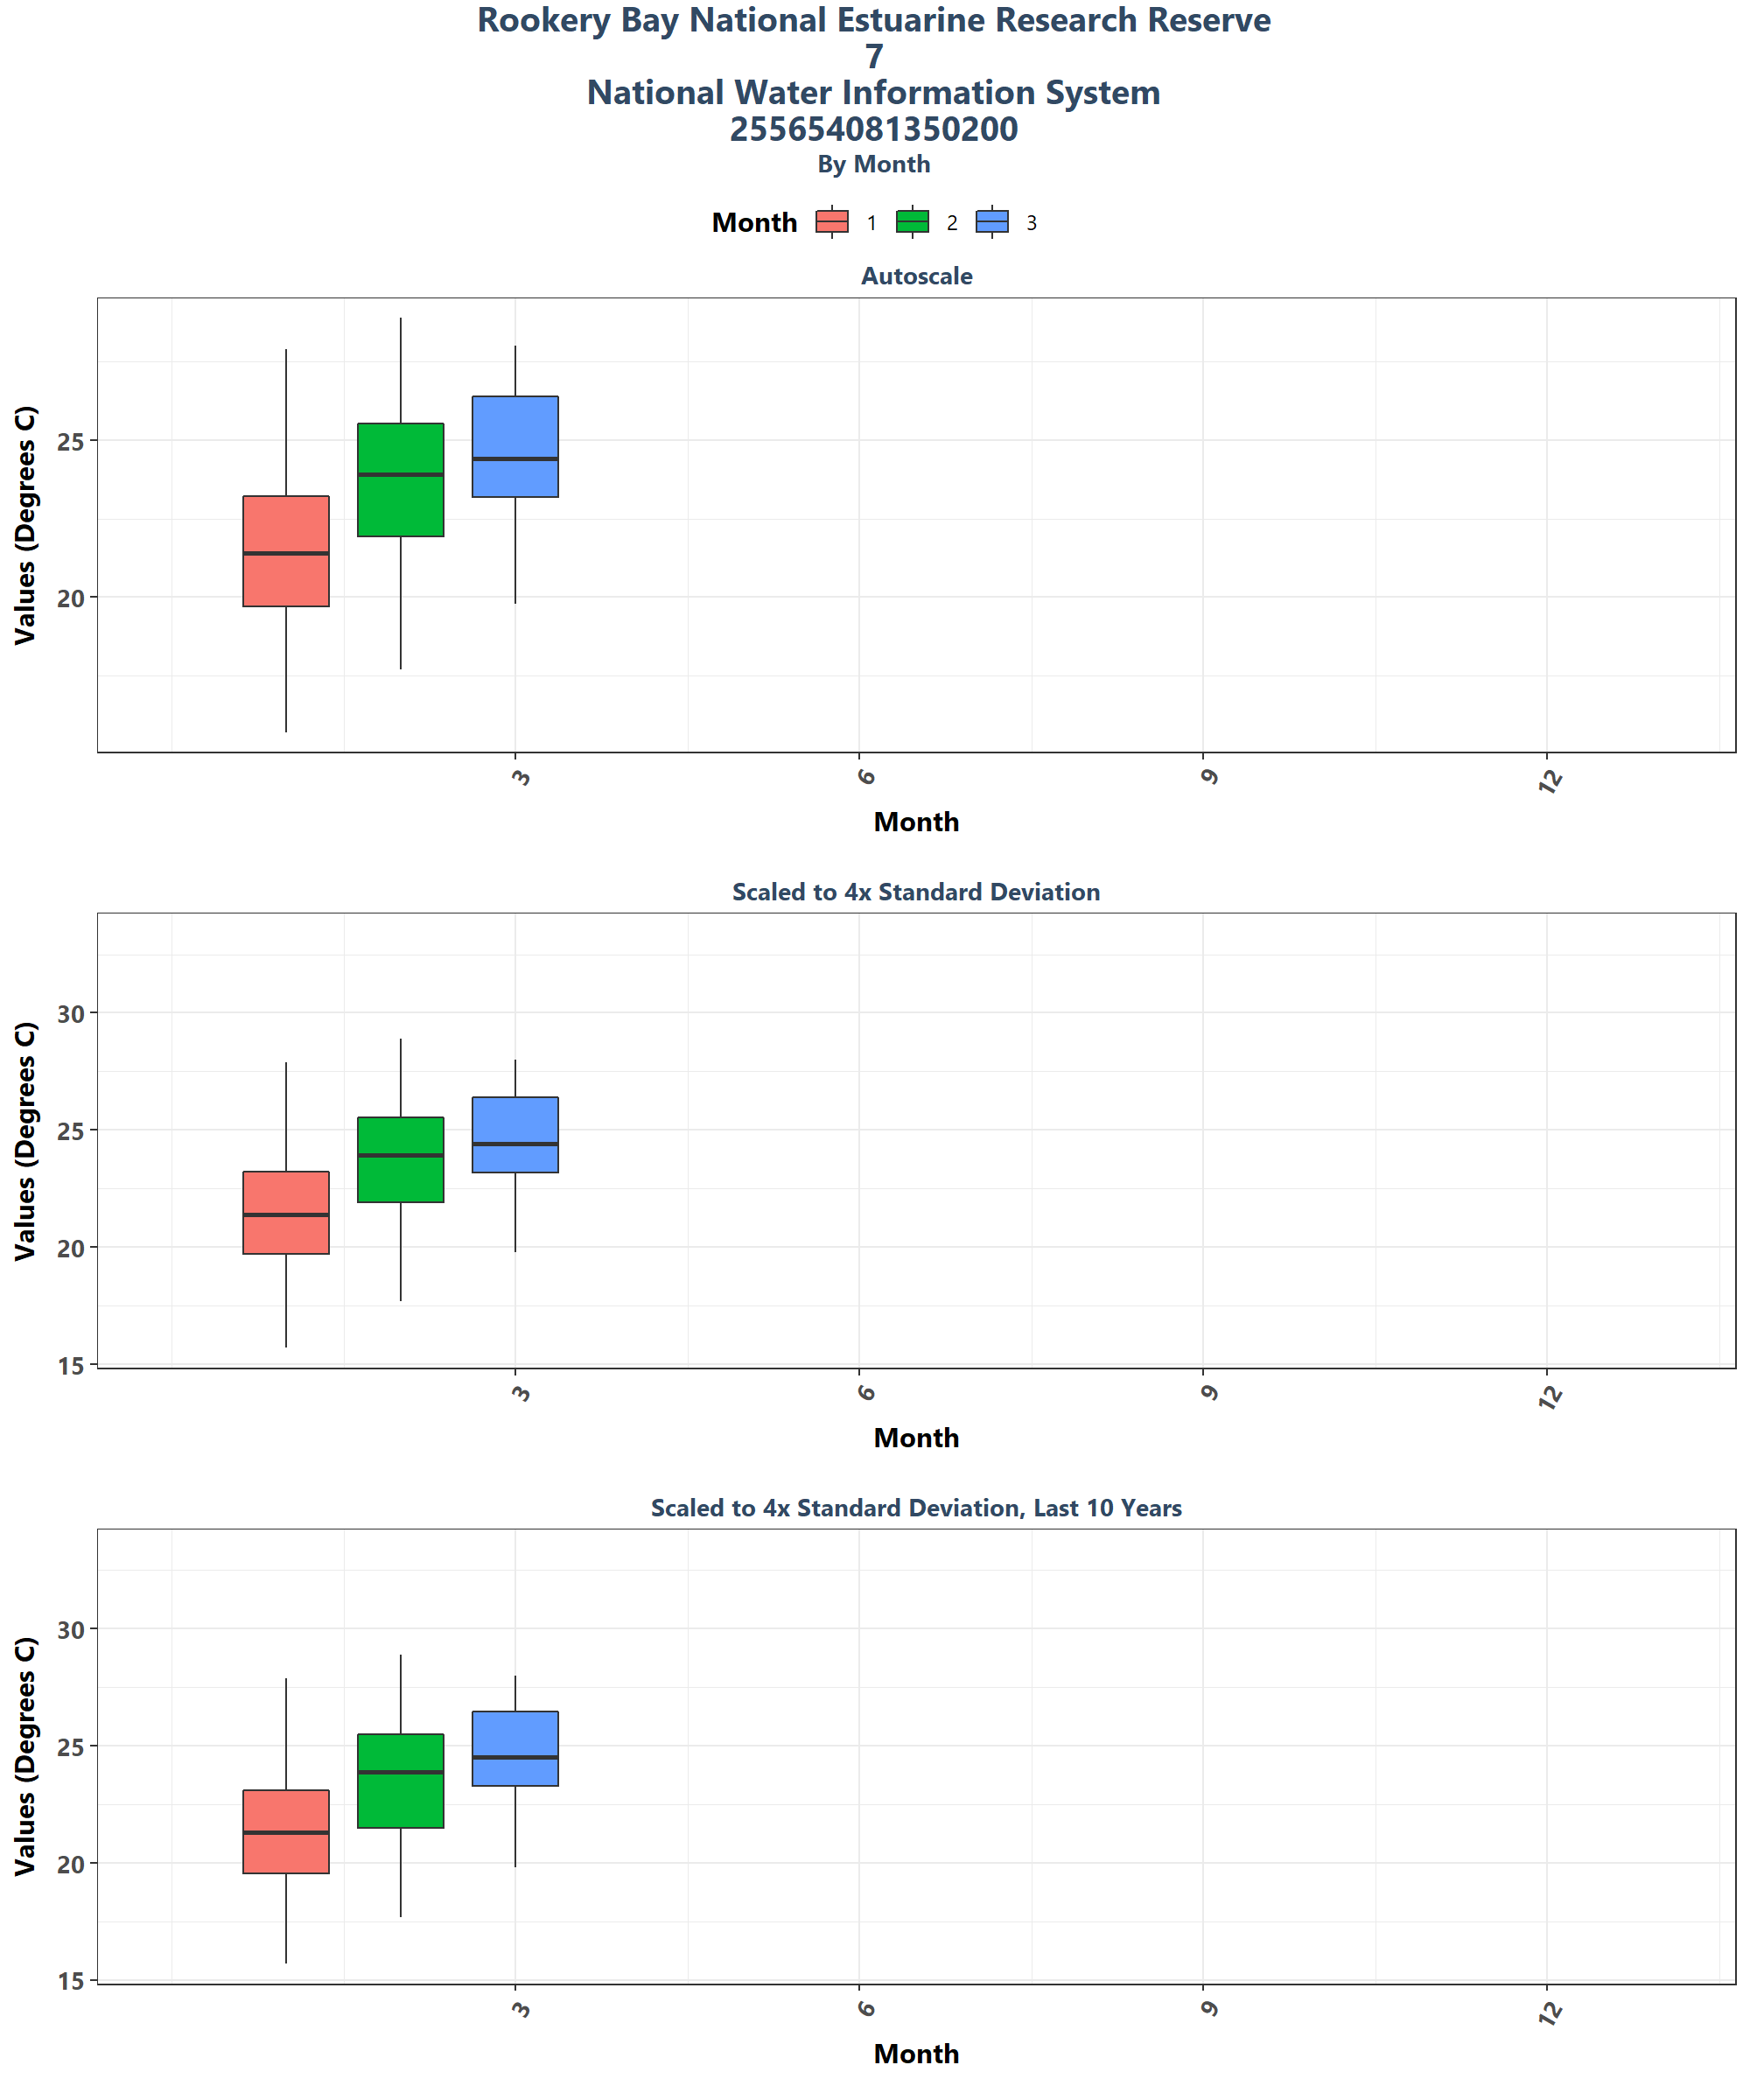 Rookery Bay National Estuarine Research Reserve
7
National Water Information System
255654081350200
By Month
Month 1 2 3
Autoscale
Values (Degrees C)
25
20
3 6 9 12
Month
Scaled to 4x Standard Deviation
Values (Degrees C)
30
25
20
15
3 6 9 12
Month
Scaled to 4x Standard Deviation, Last 10 Years
Values (Degrees C)
30
25
20
15
3 6 9 12
Month